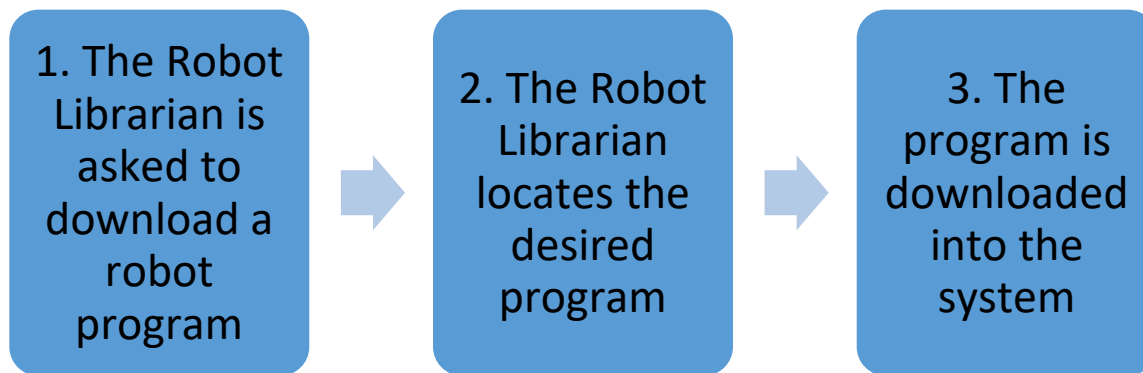 1. The Robot
Librarian is
asked to
download a
robot
program
2. The Robot
Librarian
locates the
desired
program
3. The
program is
downloaded
into the
system